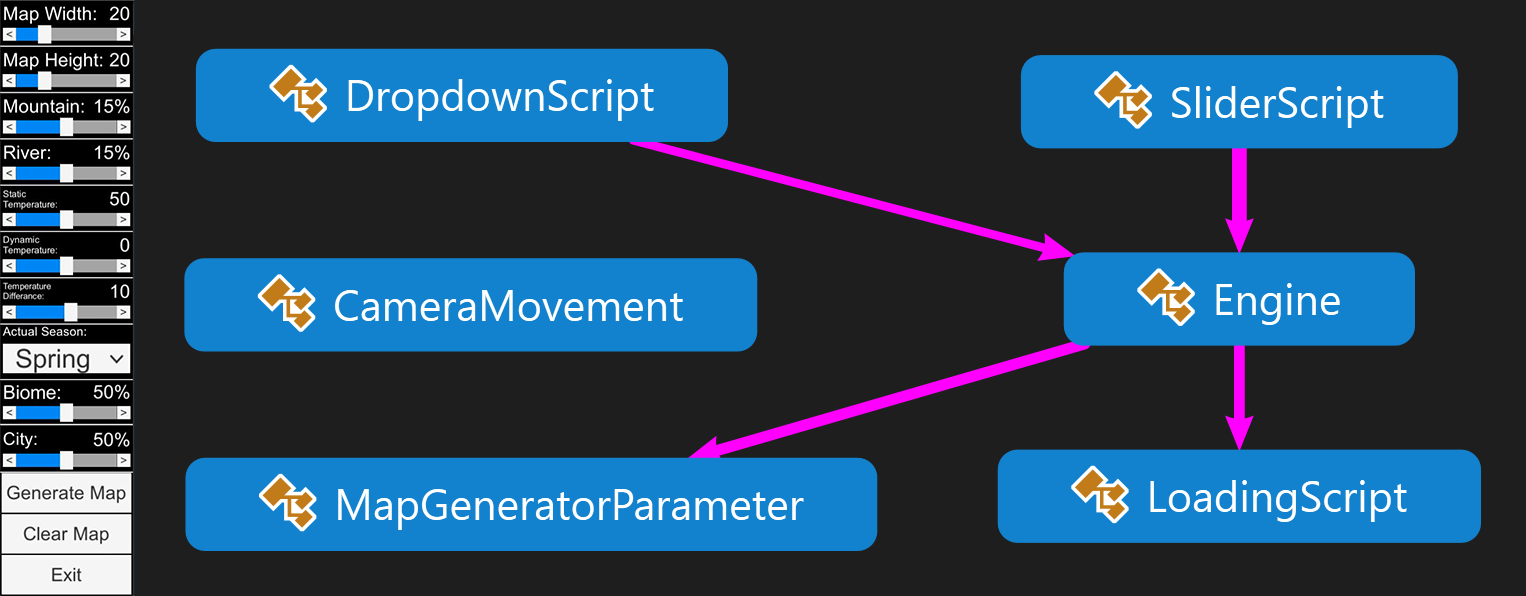 Map Width: 20
< >
Map Height: 20
< >
Mountain: 15%
< >
River: 15%
< >
Static
Temperature: 50
< >
Dynamic
Temperature: 0
< >
Temperature
Differance: 10
< >
Actual Season:
Spring
Biome: 50%
< >
City: 50%
< >
Generate Map
Clear Map
Exit
DropdownScript
SliderScript
CameraMovement
Engine
MapGeneratorParameter
LoadingScript